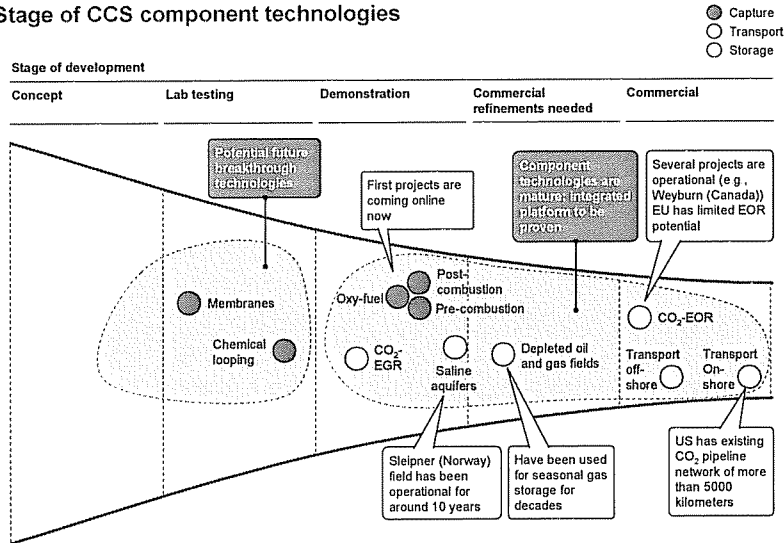 Stage of CCS component technologies
Capture
Transport
Storage
Stage of development
Concept
Lab testing
Demonstration
Commercial
refinements needed
Commercial
Potential future
breakthrough
technologies
First projects are
coming online
now
Component
technologies are
mature; integrated
platform to be
proven
Several projects are
operational (e g ,
Weyburn (Canada))
EU has limited EOR
potential
Membranes
Chemical
looping
Oxy-fuel
Post-
combustion
Pre-combustion
CO₂-
EGR
Saline
aquifers
Depleted oil
and gas fields
CO₂-EOR
Transport
off-
shore
Transport
On-
shore
Sleipner (Norway)
field has been
operational for
around 10 years
Have been used
for seasonal gas
storage for
decades
US has existing
CO₂ pipeline
network of more
than 5000
kilometers